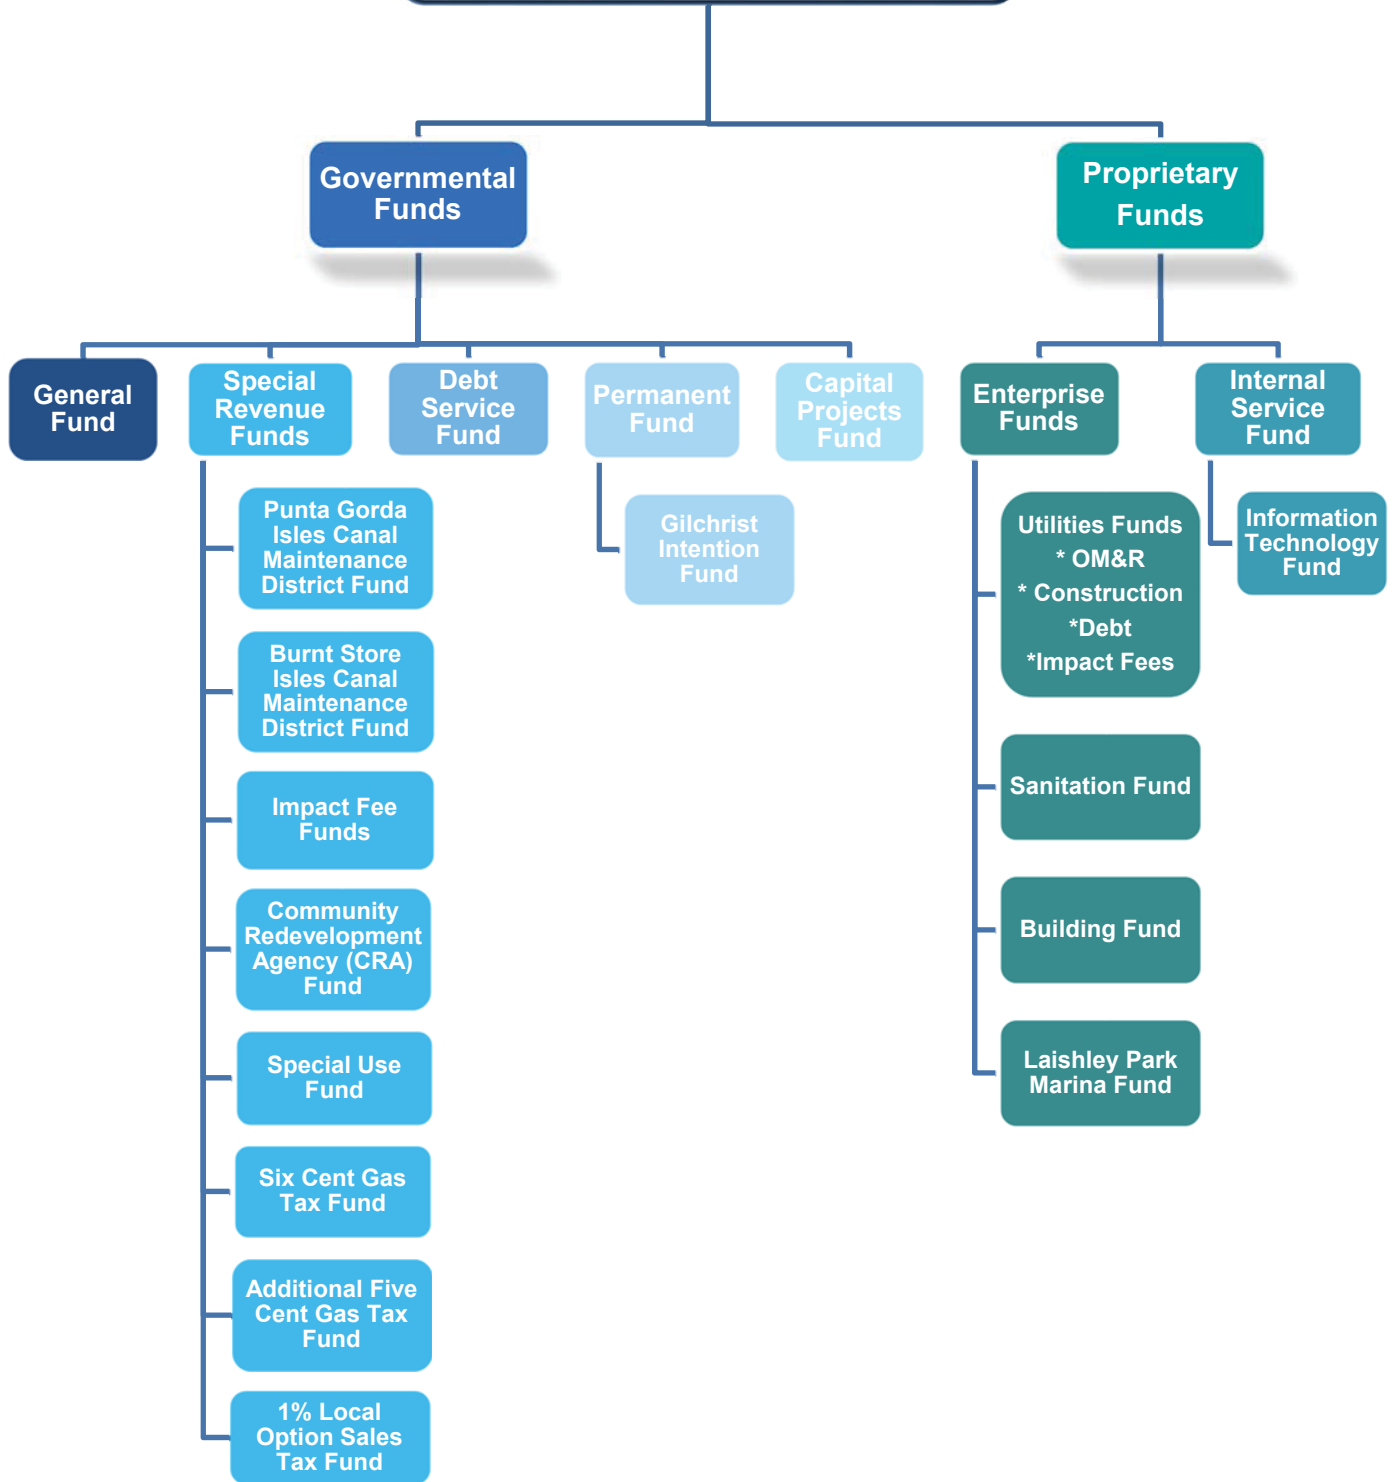 Governmental
Funds
Proprietary
Funds
General
Fund
Special
Revenue
Funds
Debt
Service
Fund
Permanent
Fund
Capital
Projects
Fund
Enterprise
Funds
Internal
Service
Fund
Punta Gorda
Isles Canal
Maintenance
District Fund
Burnt Store
Isles Canal
Maintenance
District Fund
Impact Fee
Funds
Community
Redevelopment
Agency (CRA)
Fund
Special Use
Fund
Six Cent Gas
Tax Fund
Additional Five
Cent Gas Tax
Fund
1% Local
Option Sales
Tax Fund
Gilchrist
Intention
Fund
Utilities Funds
* OM&R
* Construction
*Debt
*Impact Fees
Sanitation Fund
Building Fund
Laishley Park
Marina Fund
Information
Technology
Fund